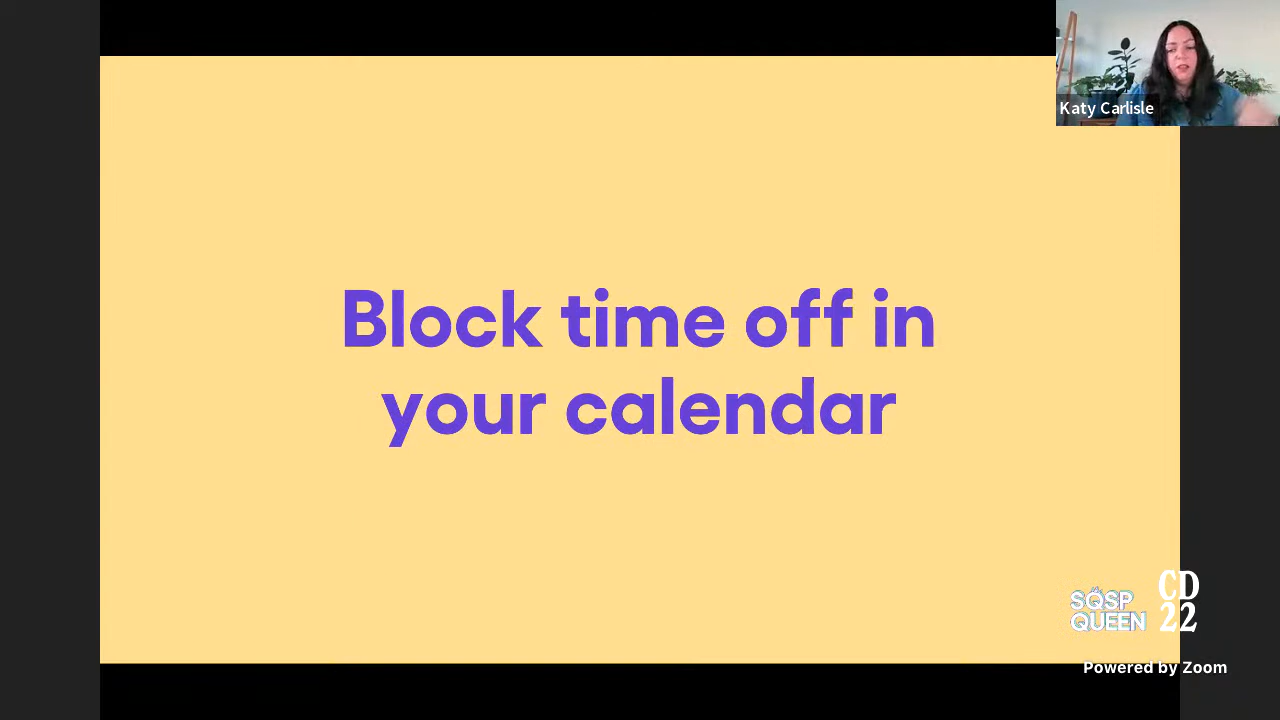 Katy Carlisle
Block time off in
your calendar
SQSP
QUEEN
CD
22
Powered by Zoom